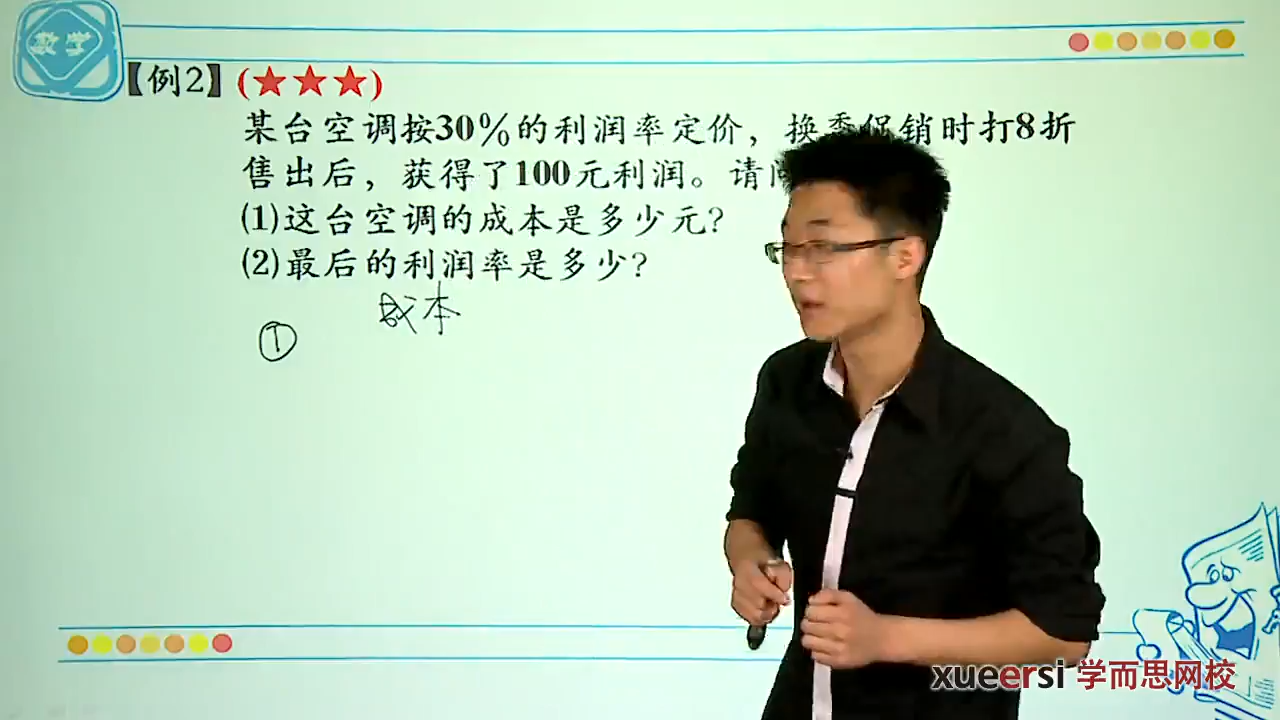 数学
【例2】(★★★)
某台空调按30%的利润率定价，换季促销时打8折
售出后，获得了100元利润。请问
(1)这台空调的成本是多少元?
(2)最后的利润率是多少?
成本
①
xueersi 学而思网校